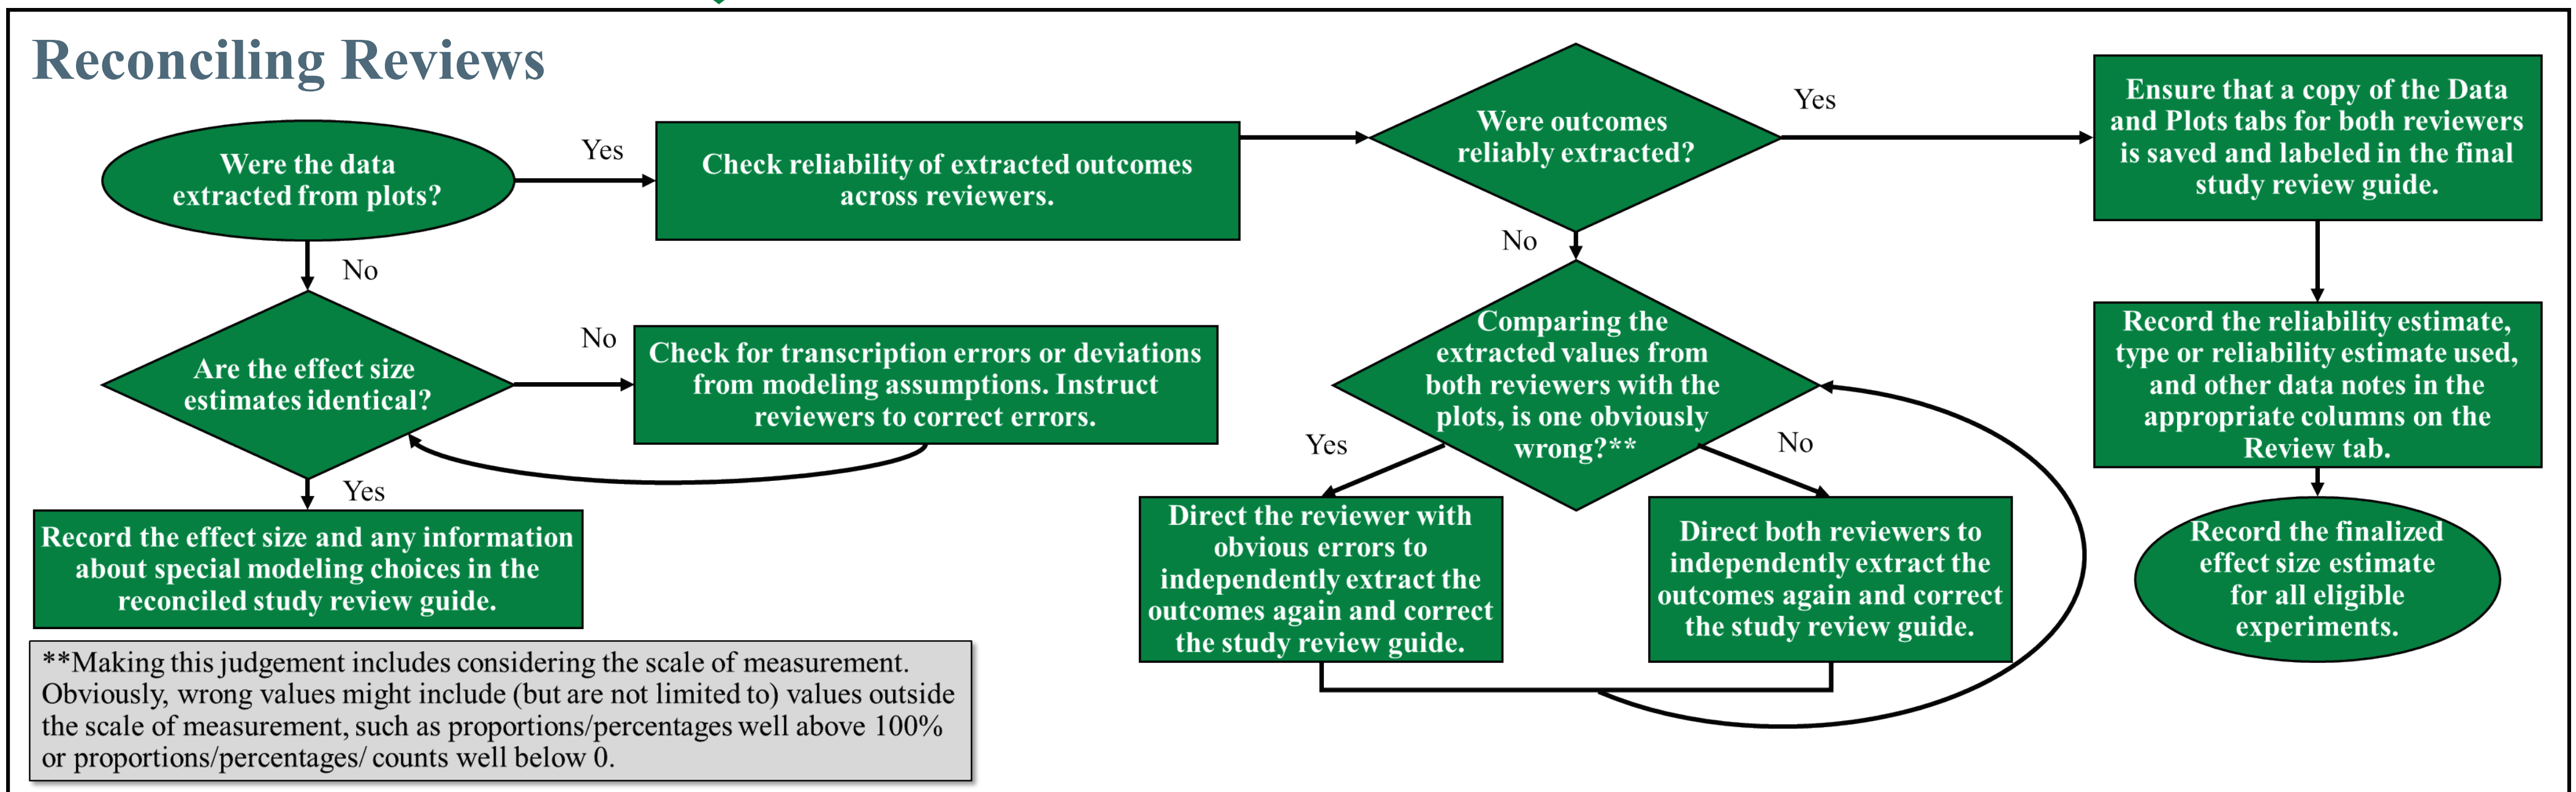 Reconciling Reviews
Were the data
extracted from plots?
Yes
Check reliability of extracted outcomes
across reviewers.
Were outcomes
reliably extracted?
Yes
Ensure that a copy of the Data
and Plots tabs for both reviewers
is saved and labeled in the final
study review guide.
No
Are the effect size
estimates identical?
No
Check for transcription errors or deviations
from modeling assumptions. Instruct
reviewers to correct errors.
Yes
Record the effect size and any information
about special modeling choices in the
reconciled study review guide.
No
Comparing the
extracted values from
both reviewers with the
plots, is one obviously
wrong?**
Yes
Direct the reviewer with
obvious errors to
independently extract the
outcomes again and correct
the study review guide.
No
Direct both reviewers to
independently extract the
outcomes again and correct
the study review guide.
Record the reliability estimate,
type or reliability estimate used,
and other data notes in the
appropriate columns on the
Review tab.
Record the finalized
effect size estimate
for all eligible
experiments.
**Making this judgement includes considering the scale of measurement.
Obviously, wrong values might include (but are not limited to) values outside
the scale of measurement, such as proportions/percentages well above 100%
or proportions/percentages/ counts well below 0.